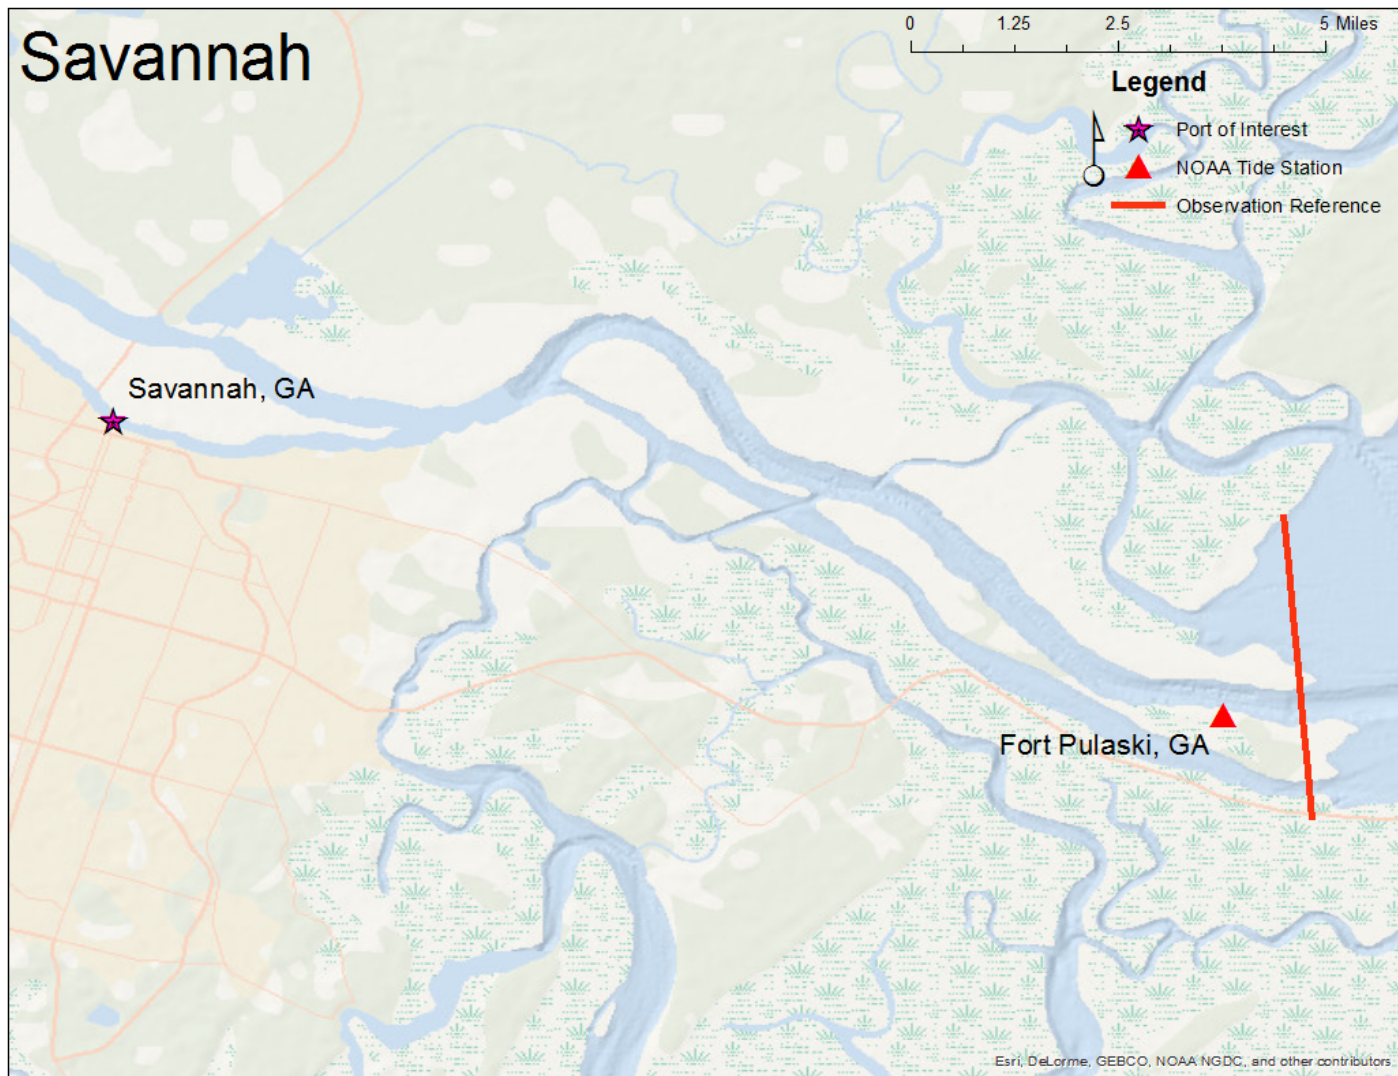 Savannah
0 1.25 2.5 5 Miles
Legend
Port of Interest
NOAA Tide Station
Observation Reference
Savannah, GA
Fort Pulaski, GA
Esri, DeLorme, GEBCO, NOAA NGDC, and other contributors